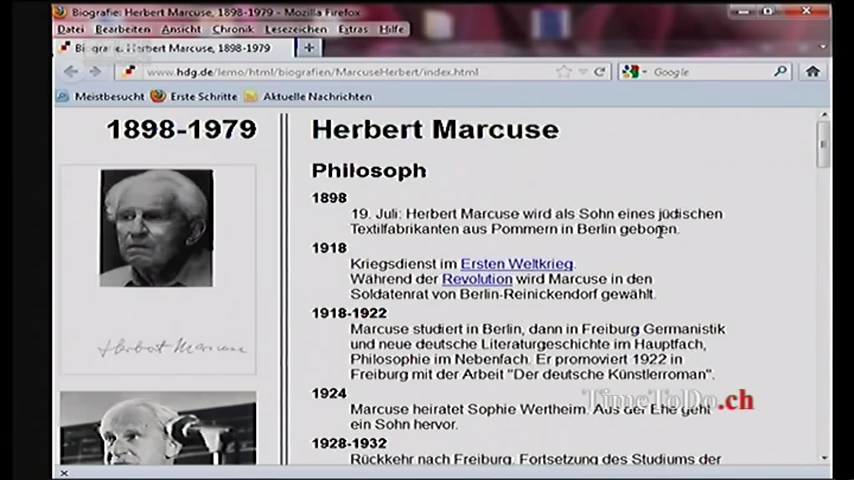 Biografie: Herbert Marcuse, 1898-1979 - Mozilla Firefox
Datei Bearbeiten Ansicht Chronik Lesezeichen Extras Hilfe
Biografie: Herbert Marcuse, 1898-1979
www.hdg.de/lemo/html/biografien/MarcuseHerbert/index.html
Google
Meistbesucht Erste Schritte Aktuelle Nachrichten
1898-1979
Herbert Marcuse
Herbert Marcuse
Philosoph
1898
19. Juli: Herbert Marcuse wird als Sohn eines jüdischen
Textilfabrikanten aus Pommern in Berlin geboren.
1918
Kriegsdienst im Ersten Weltkrieg.
Während der Revolution wird Marcuse in den
Soldatenrat von Berlin-Reinickendorf gewählt.
1918-1922
Marcuse studiert in Berlin, dann in Freiburg Germanistik
und neue deutsche Literaturgeschichte im Hauptfach,
Philosophie im Nebenfach. Er promoviert 1922 in
Freiburg mit der Arbeit "Der deutsche Künstlerroman".
1924
Marcuse heiratet Sophie Wertheim. Aus der Ehe geht
ein Sohn hervor.
1928-1932
Rückkehr nach Freiburg. Fortsetzung des Studiums der
TimeToDo.ch